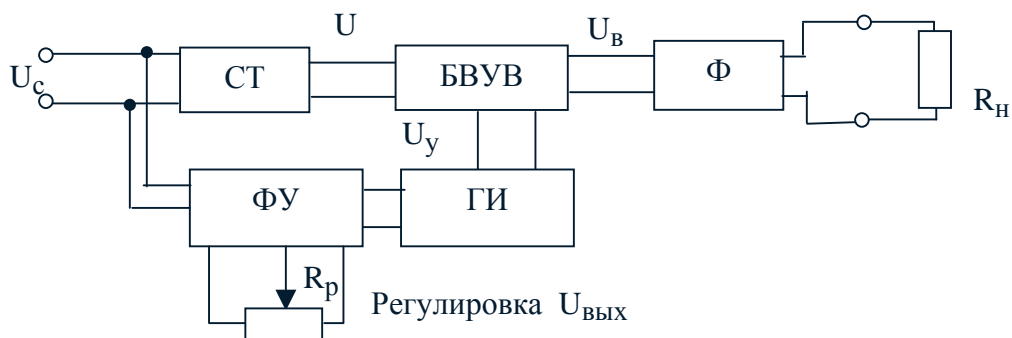 U
U_в
U_с
СТ
БВУВ
Ф
R_н
U_у
ФУ
ГИ
R_р
Регулировка U_вых